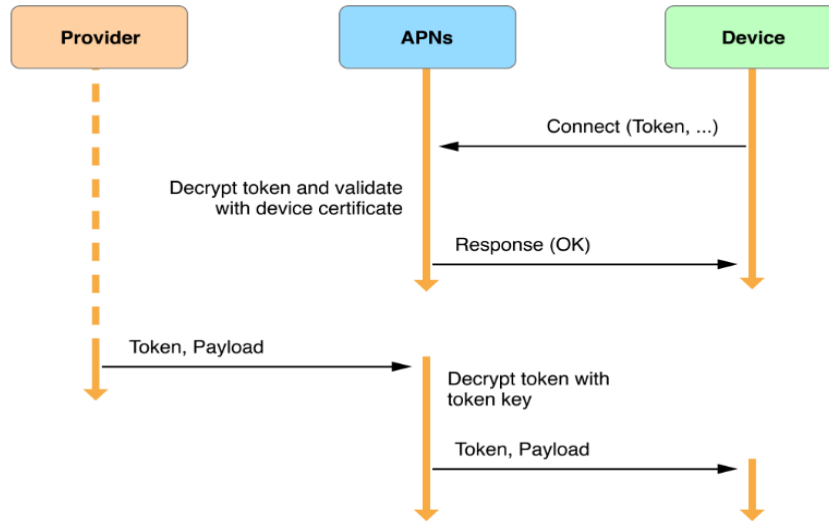 Provider
APNs
Device
Connect (Token, ...)
Decrypt token and validate
with device certificate
Response (OK)
Token, Payload
Decrypt token with
token key
Token, Payload